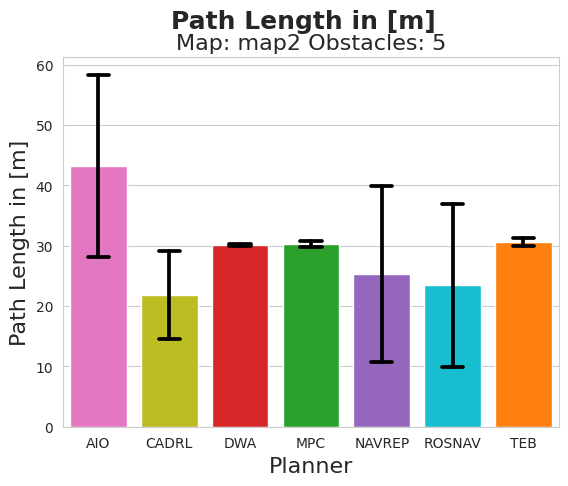 Path Length in [m]
Map: map2 Obstacles: 5
Path Length in [m]
60
50
40
30
20
10
0
AIO CADRL DWA MPC NAVREP ROSNAV TEB
Planner